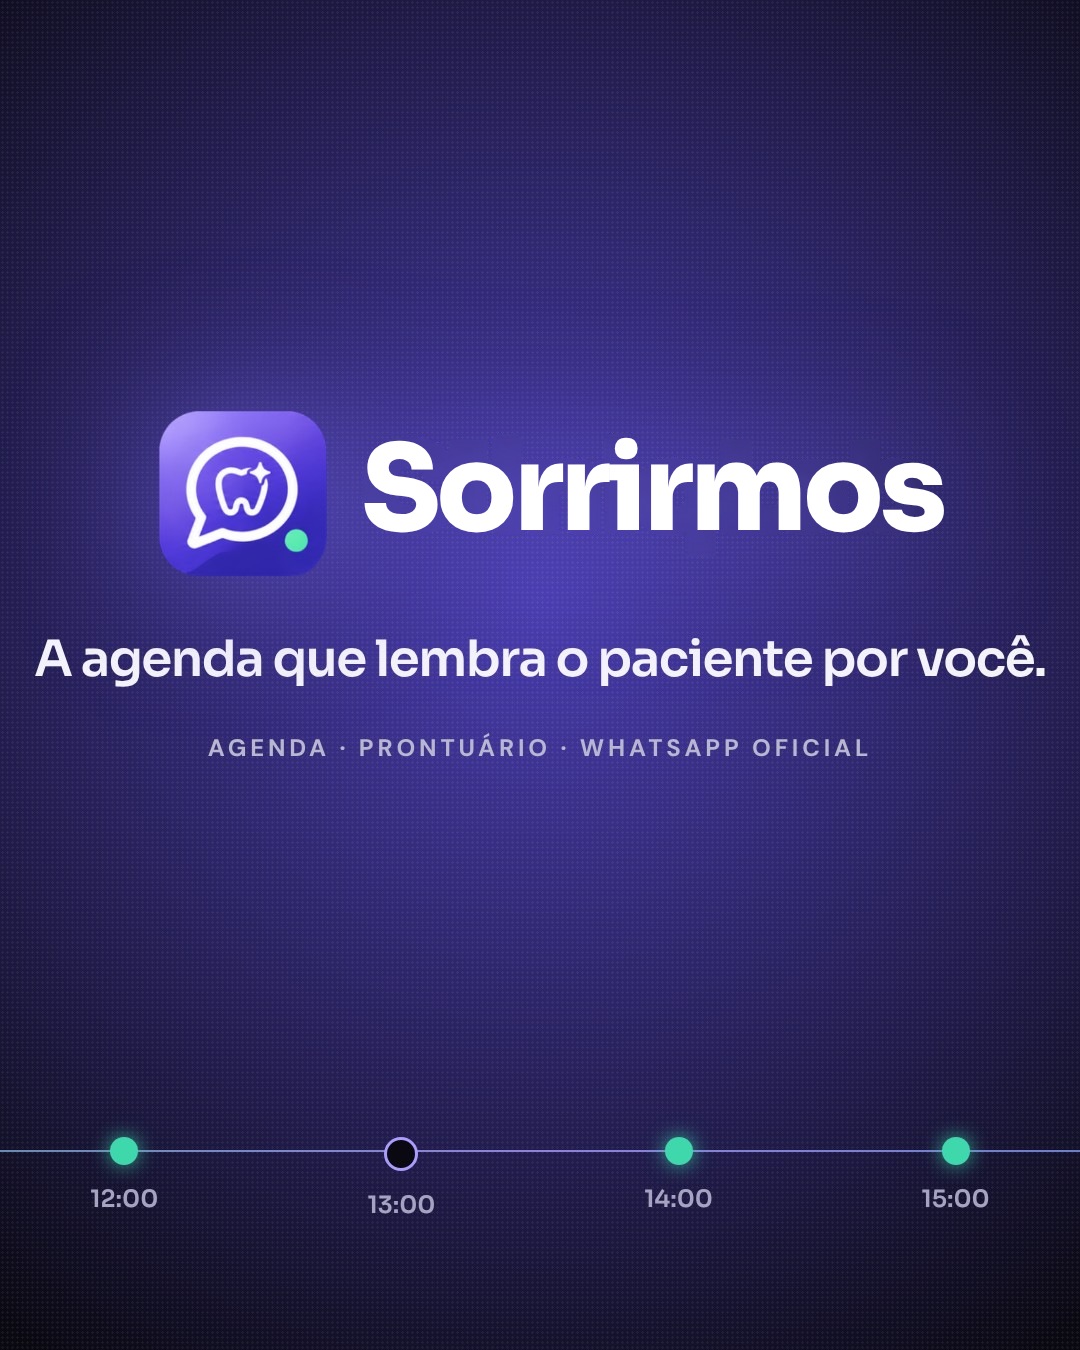 Sorrirmos
A agenda que lembra o paciente por você.
AGENDA · PRONTUÁRIO · WHATSAPP OFICIAL
12:00 13:00 14:00 15:00